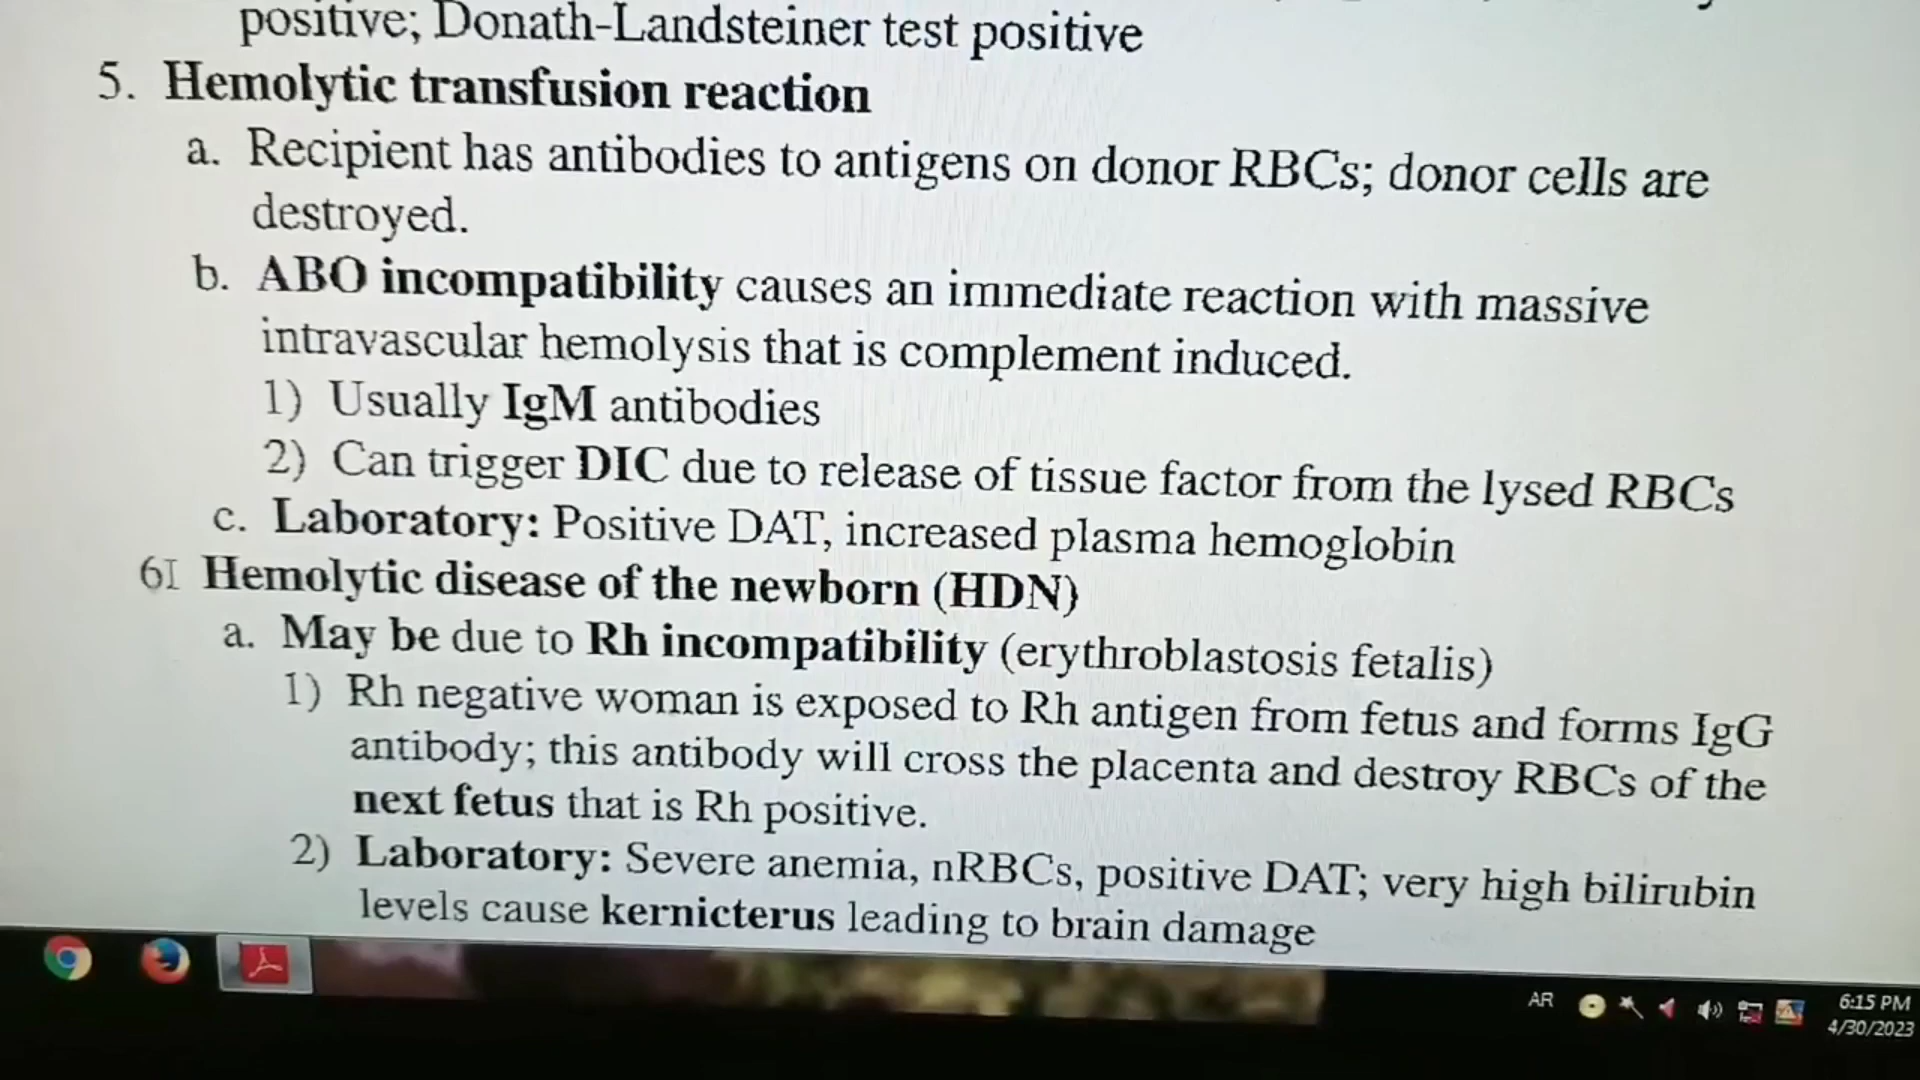 positive; Donath-Landsteiner test positive
5. Hemolytic transfusion reaction
a. Recipient has antibodies to antigens on donor RBCs; donor cells are
destroyed.
b. ABO incompatibility causes an immediate reaction with massive
intravascular hemolysis that is complement induced.
1) Usually IgM antibodies
2) Can trigger DIC due to release of tissue factor from the lysed RBCs
c. Laboratory: Positive DAT, increased plasma hemoglobin
6 Hemolytic disease of the newborn (HDN)
a. May be due to Rh incompatibility (erythroblastosis fetalis)
1) Rh negative woman is exposed to Rh antigen from fetus and forms IgG
antibody; this antibody will cross the placenta and destroy RBCs of the
next fetus that is Rh positive.
2) Laboratory: Severe anemia, nRBCs, positive DAT; very high bilirubin
levels cause kernicterus leading to brain damage
AR
6:15 PM
4/30/2023